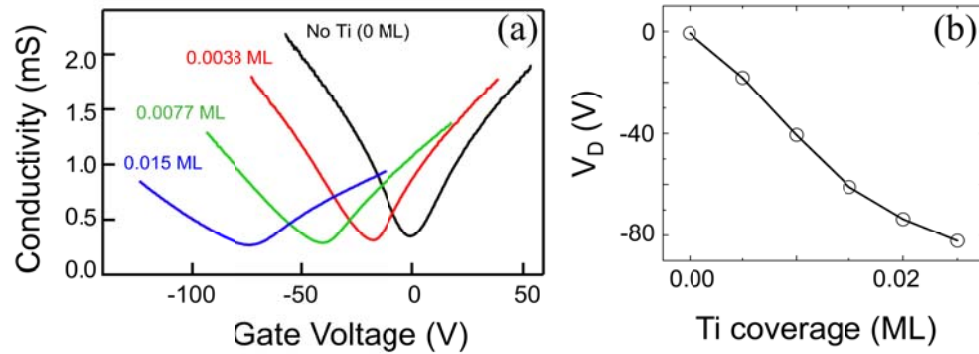 (a)
No Ti (0 ML)
0.0038 ML
0.0077 ML
0.015 ML
Conductivity (mS)
2.0
1.5
1.0
0.5
0.0
-100
-50
0
50
Gate Voltage (V)
(b)
V_D (V)
0
-40
-80
0.00
0.02
Ti coverage (ML)